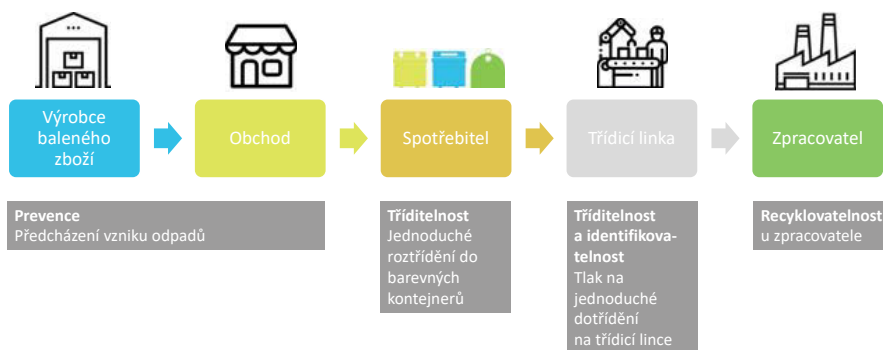 Výrobce
baleného
zboží
Obchod
Spotřebitel
Třídicí linka
Zpracovatel
Prevence
Předcházení vzniku odpadů
Tříditelnost
Jednoduché
roztřídění do
barevných
kontejnerů
Tříditelnost
a identifikova-
telnost
Tlak na
jednoduché
dotřídění
na třídicí lince
Recyklovatelnost
u zpracovatele